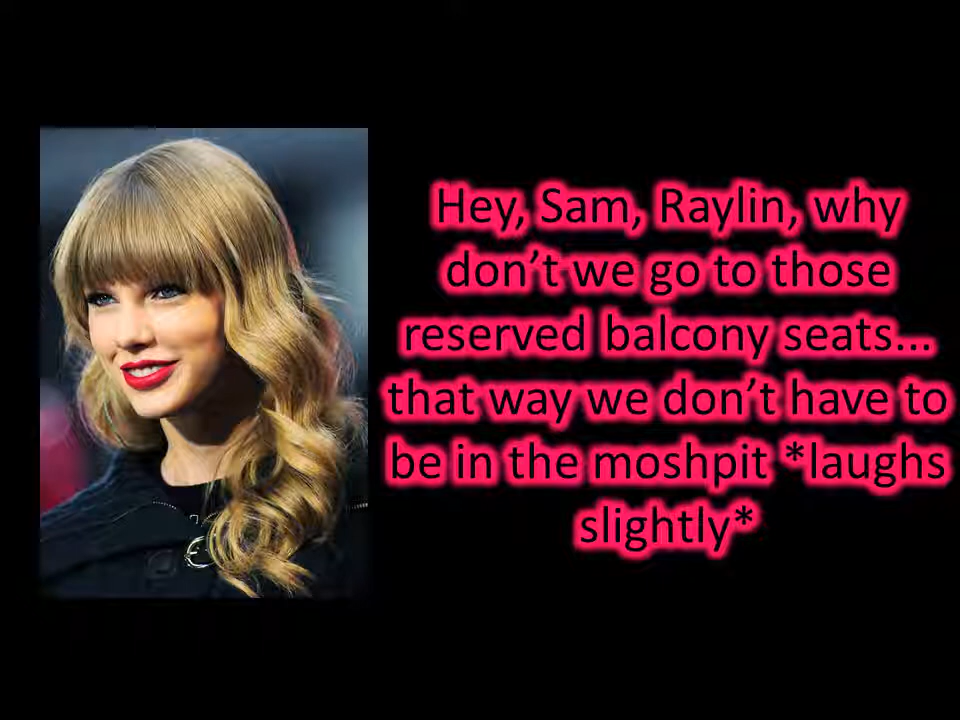 Hey, Sam, Raylin, why
don’t we go to those
reserved balcony seats...
that way we don’t have to
be in the moshpit *laughs
slightly*